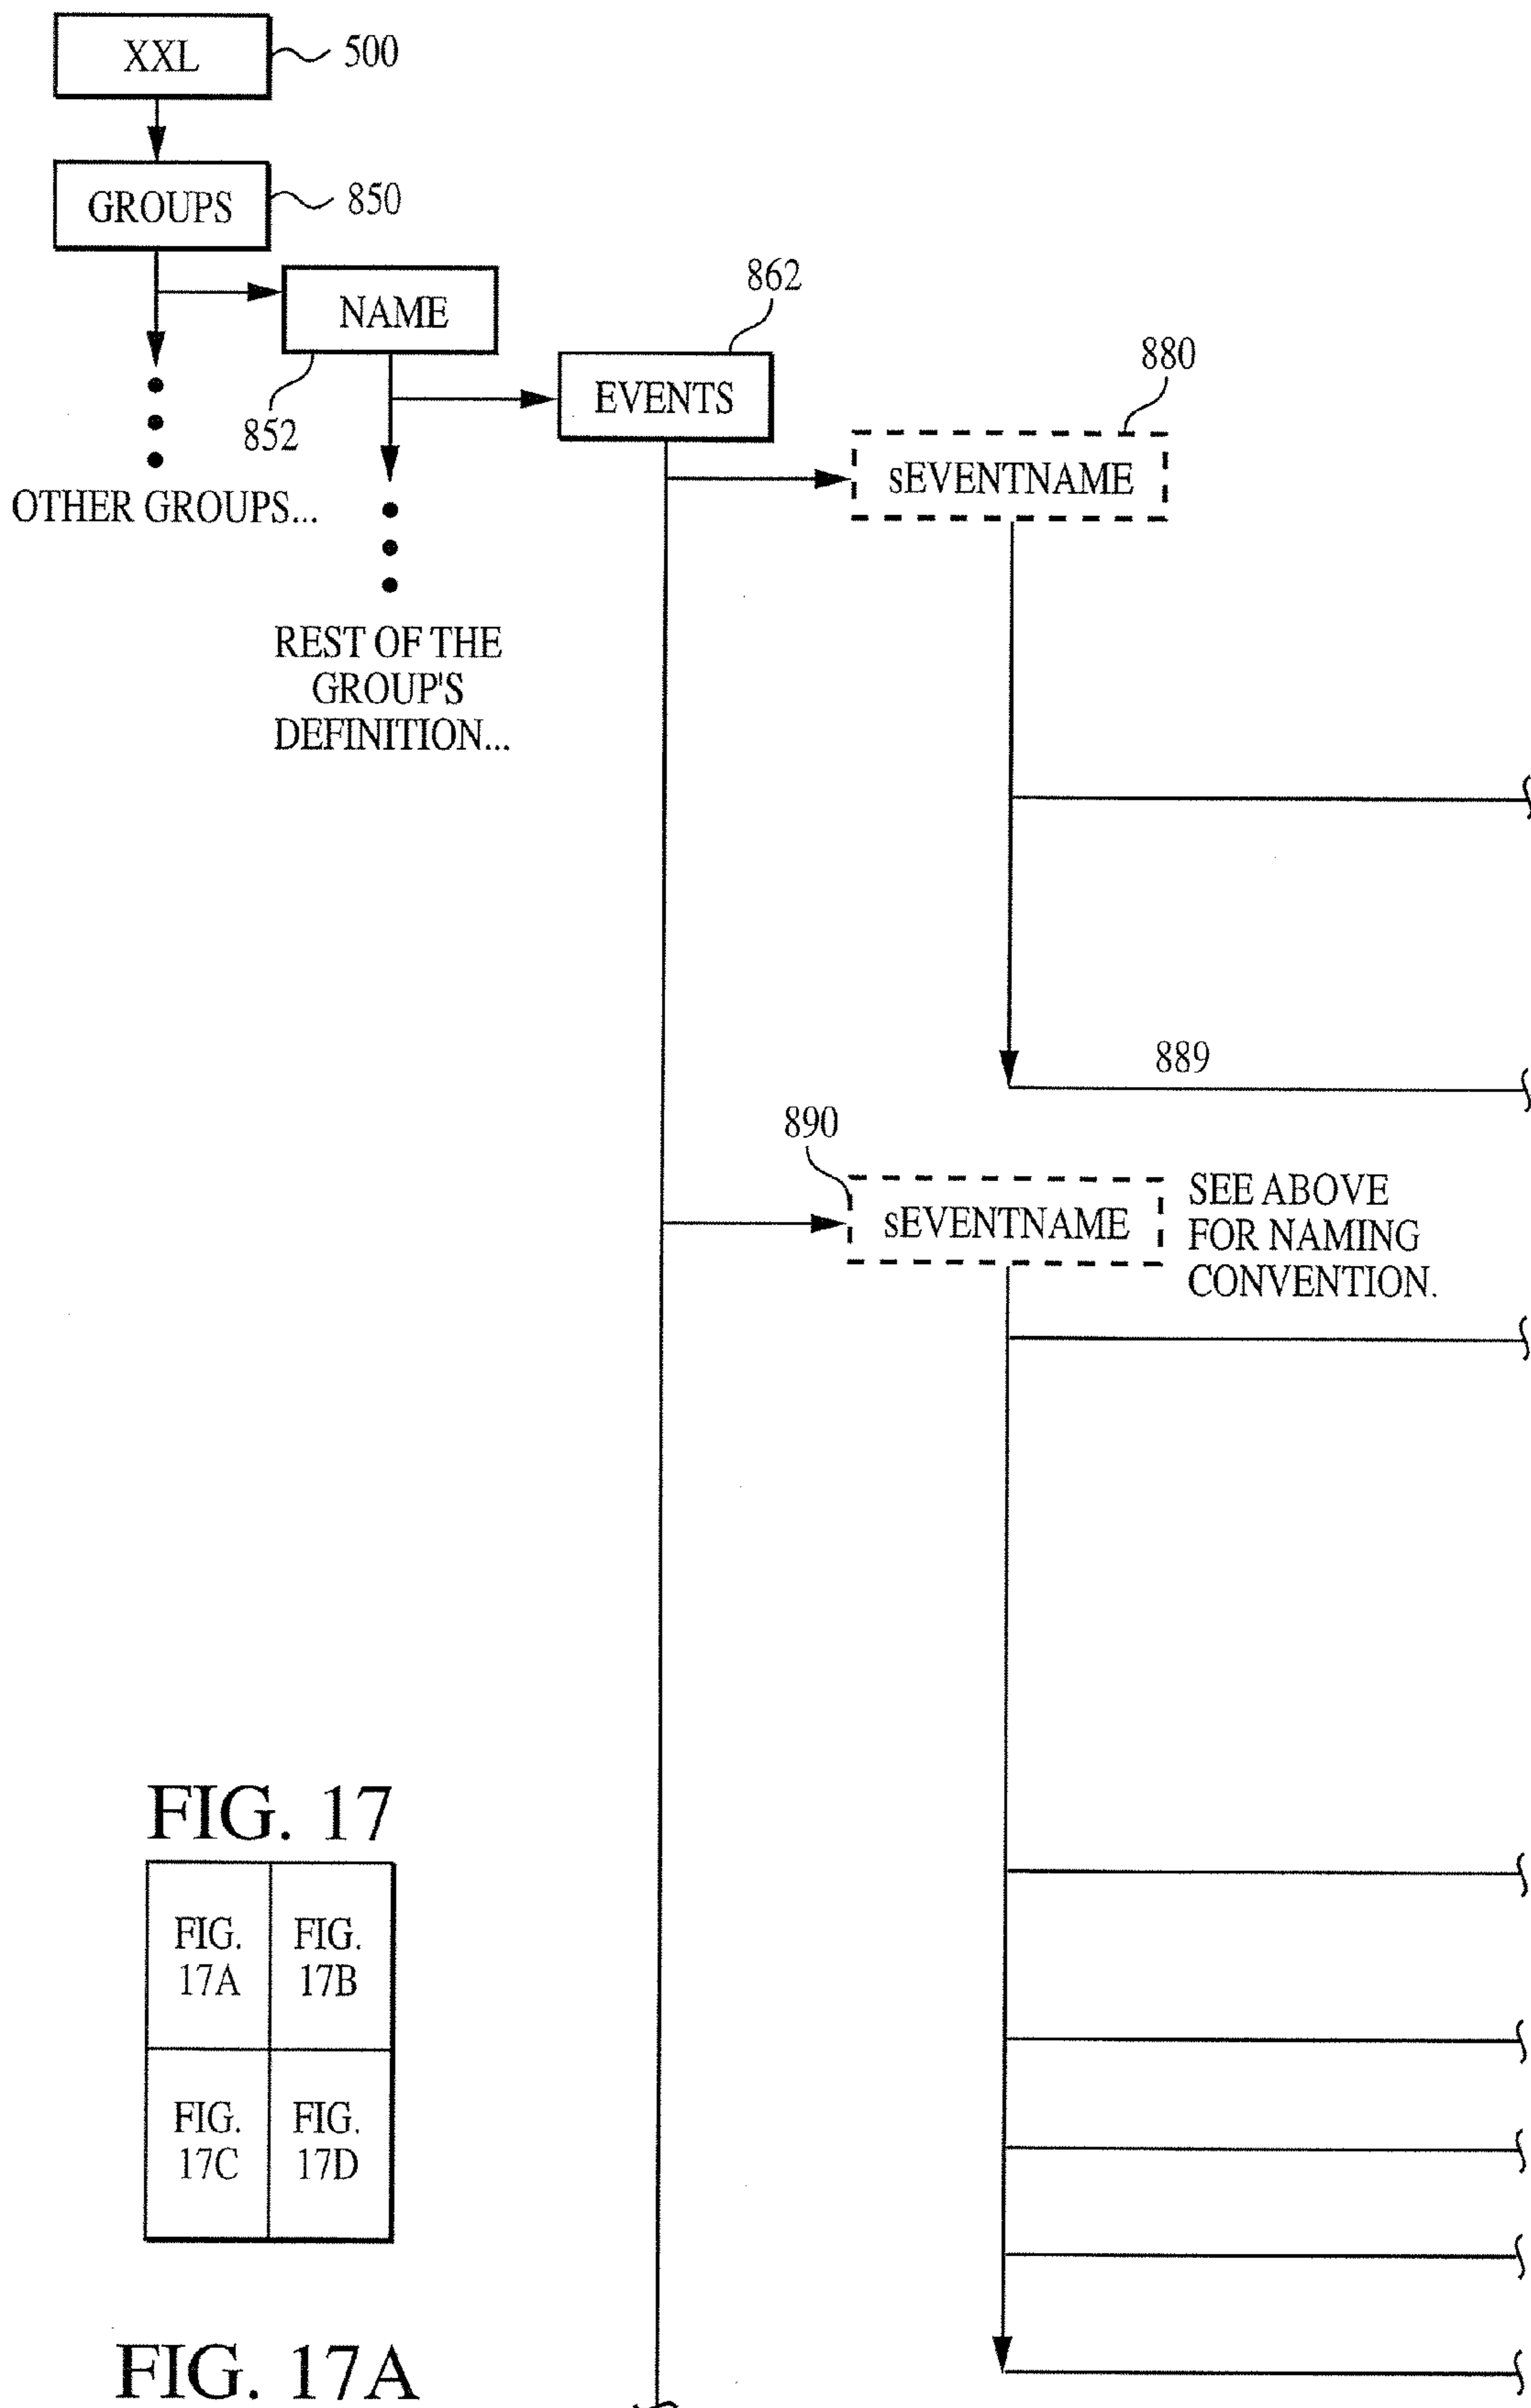 XXL
500
GROUPS
850
NAME
852
862
EVENTS
880
sEVENTNAME
OTHER GROUPS...
REST OF THE
GROUP'S
DEFINITION...
889
890
sEVENTNAME
SEE ABOVE
FOR NAMING
CONVENTION.
FIG. 17
FIG.
17A
FIG.
17B
FIG.
17C
FIG.
17D
FIG. 17A